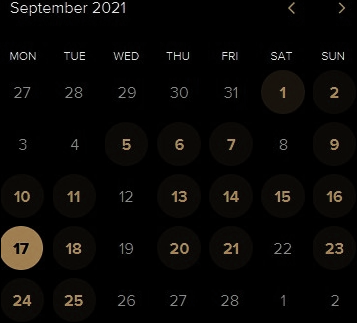 September 2021
MON TUE WED THU FRI SAT SUN
27 28 29 30 31 1 2
3 4 5 6 7 8 9
10 11 12 13 14 15 16
17 18 19 20 21 22 23
24 25 26 27 28 1 2